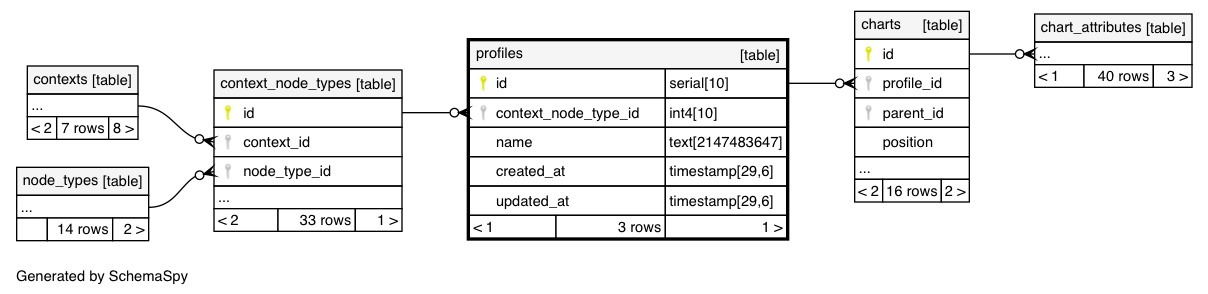 contexts [table]
...
< 2 7 rows 8 >
node_types [table]
...
14 rows 2 >
context_node_types [table]
id
context_id
node_type_id
...
< 2 33 rows 1 >
profiles [table]
id serial[10]
context_node_type_id int4[10]
name text[2147483647]
created_at timestamp[29,6]
updated_at timestamp[29,6]
< 1 3 rows 1 >
charts [table]
id
profile_id
parent_id
position
...
< 2 16 rows 2 >
chart_attributes [table]
...
< 1 40 rows 3 >
Generated by SchemaSpy